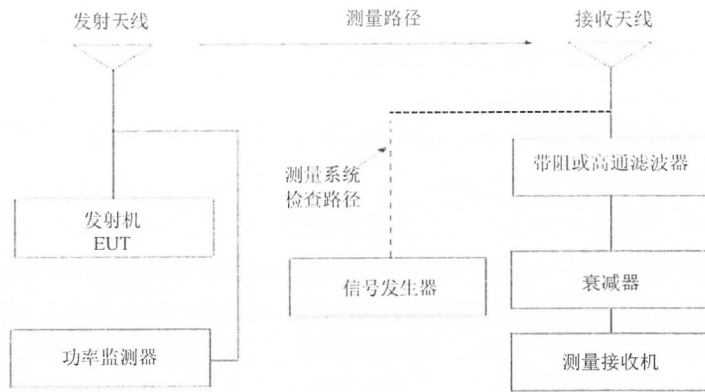 发射天线
测量路径
接收天线
测量系统
检查路径
带阻或高通滤波器
发射机
EUT
信号发生器
衰减器
功率监测器
测量接收机